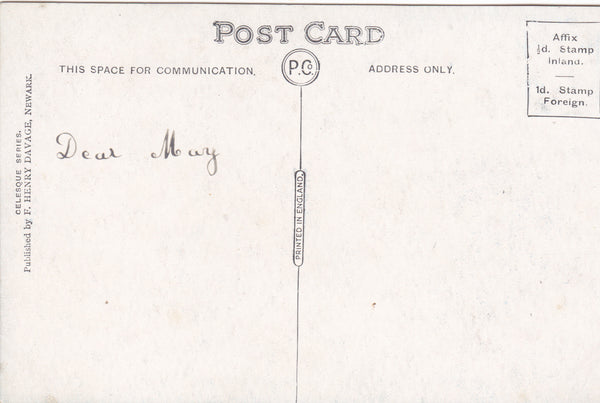 POST CARD
THIS SPACE FOR COMMUNICATION.
P.Co.
ADDRESS ONLY.
Affix
½d. Stamp
Inland.
1d. Stamp
Foreign.
Dear May
CELESQUE SERIES.
Published by F. HENRY DAVAGE, NEWARK.
PRINTED IN ENGLAND.